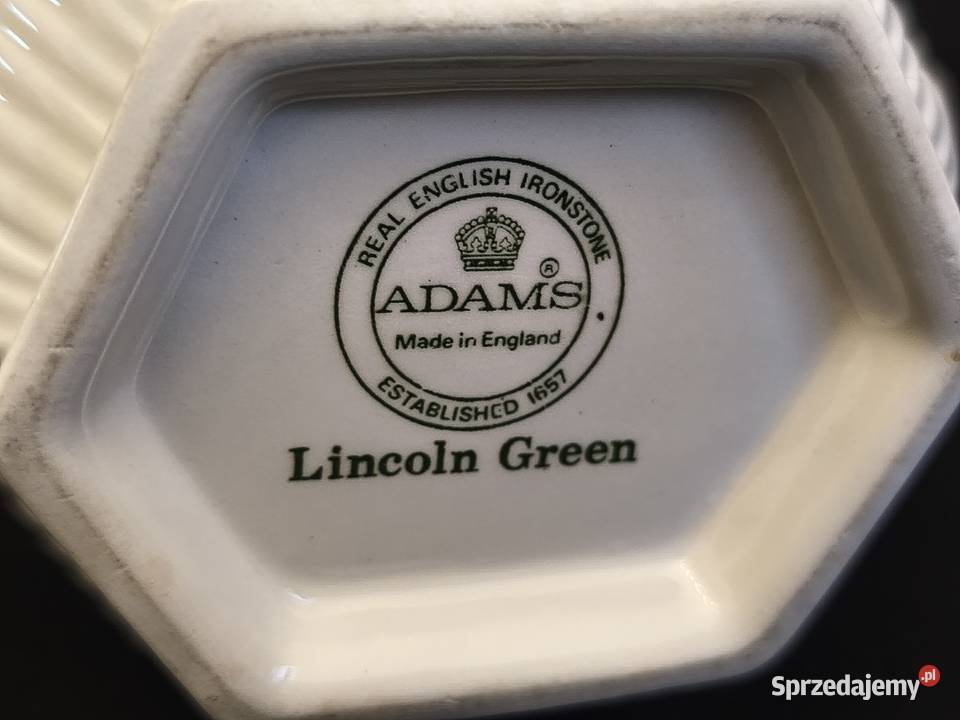 REAL ENGLISH IRONSTONE
ADAMS ®
Made in England
ESTABLISHED 1657
Lincoln Green
Sprzedajemy.pl